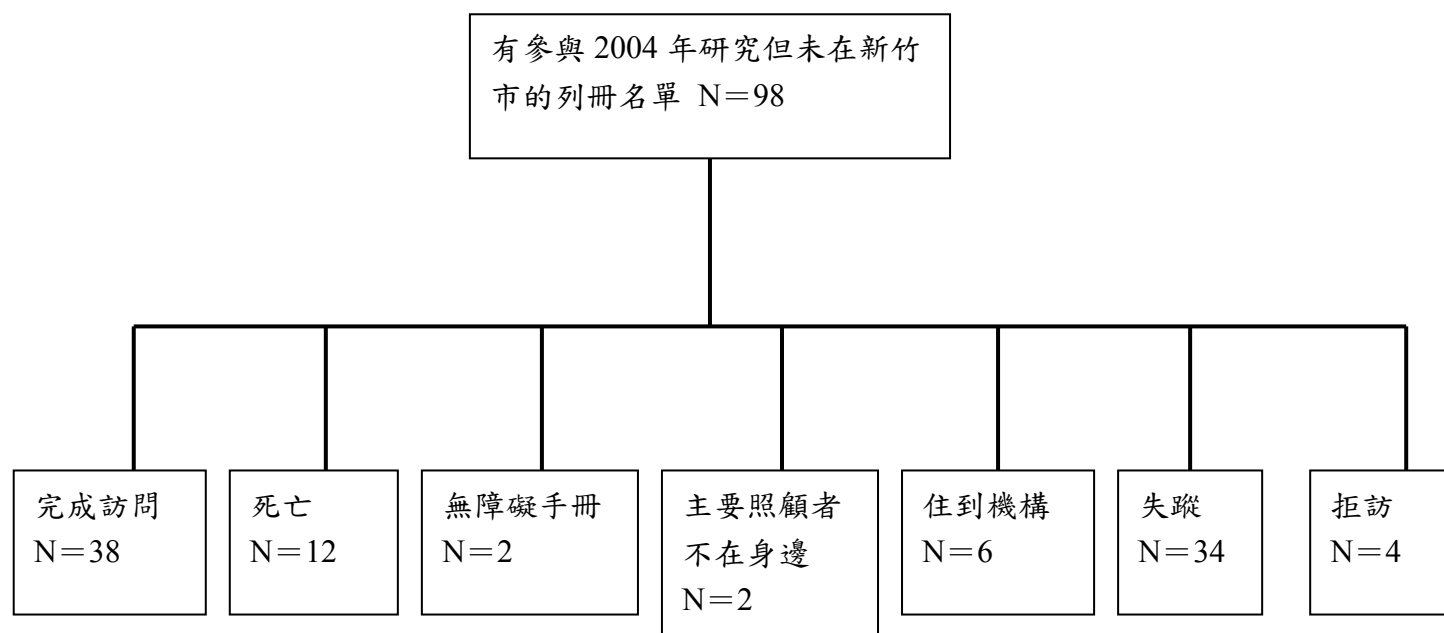 有參與 2004 年研究但未在新竹
市的列冊名單 N=98
完成訪問
N=38
死亡
N=12
無障礙手冊
N=2
主要照顧者
不在身邊
N=2
住到機構
N=6
失蹤
N=34
拒訪
N=4